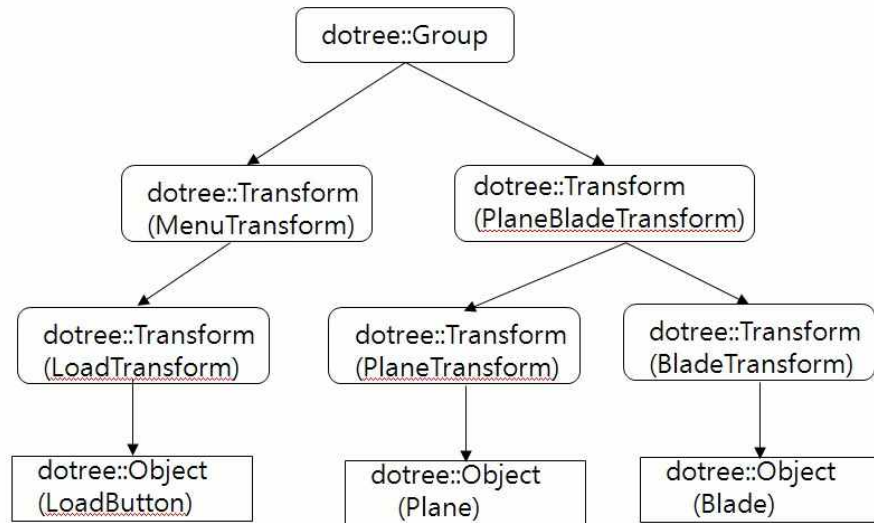 dotree::Group
dotree::Transform
(MenuTransform)
dotree::Transform
(PlaneBladeTransform)
dotree::Transform
(LoadTransform)
dotree::Transform
(PlaneTransform)
dotree::Transform
(BladeTransform)
dotree::Object
(LoadButton)
dotree::Object
(Plane)
dotree::Object
(Blade)